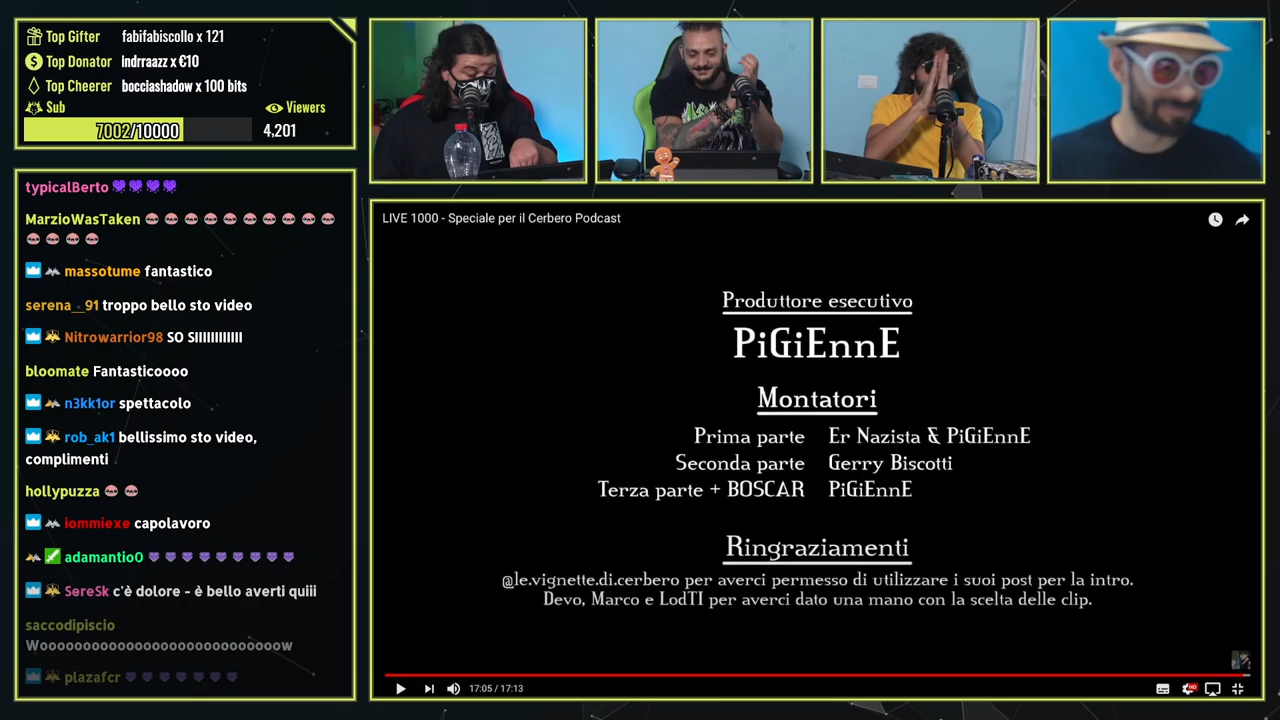 Top Gifter fabifabiscollo x 121
Top Donator indrraazz x €10
Top Cheerer bocciashadow x 100 bits
Sub Viewers
7002/10000 4,201
typicalBerto
MarzioWasTaken
massotume fantastico
serena__91 troppo bello sto video
Nitrowarrior98 SO SIIIIIIIIIII
bloomate Fantasticoooo
n3kk1or spettacolo
rob_ak1 bellissimo sto video,
complimenti
hollypuzza
iommiexe capolavoro
adamantio0
SereSk c'è dolore - è bello averti quiii
saccodipiscio
Wooooooooooooooooooooooooooow
plazafcr
LIVE 1000 - Speciale per il Cerbero Podcast
Produttore esecutivo
PiGiEnnE
Montatori
Prima parte Er Nazista & PiGiEnnE
Seconda parte Gerry Biscotti
Terza parte + BOSCAR PiGiEnnE
Ringraziamenti
@le.vignette.di.cerbero per averci permesso di utilizzare i suoi post per la intro.
Devo, Marco e LodTI per averci dato una mano con la scelta delle clip.
17:05 / 17:13
HD